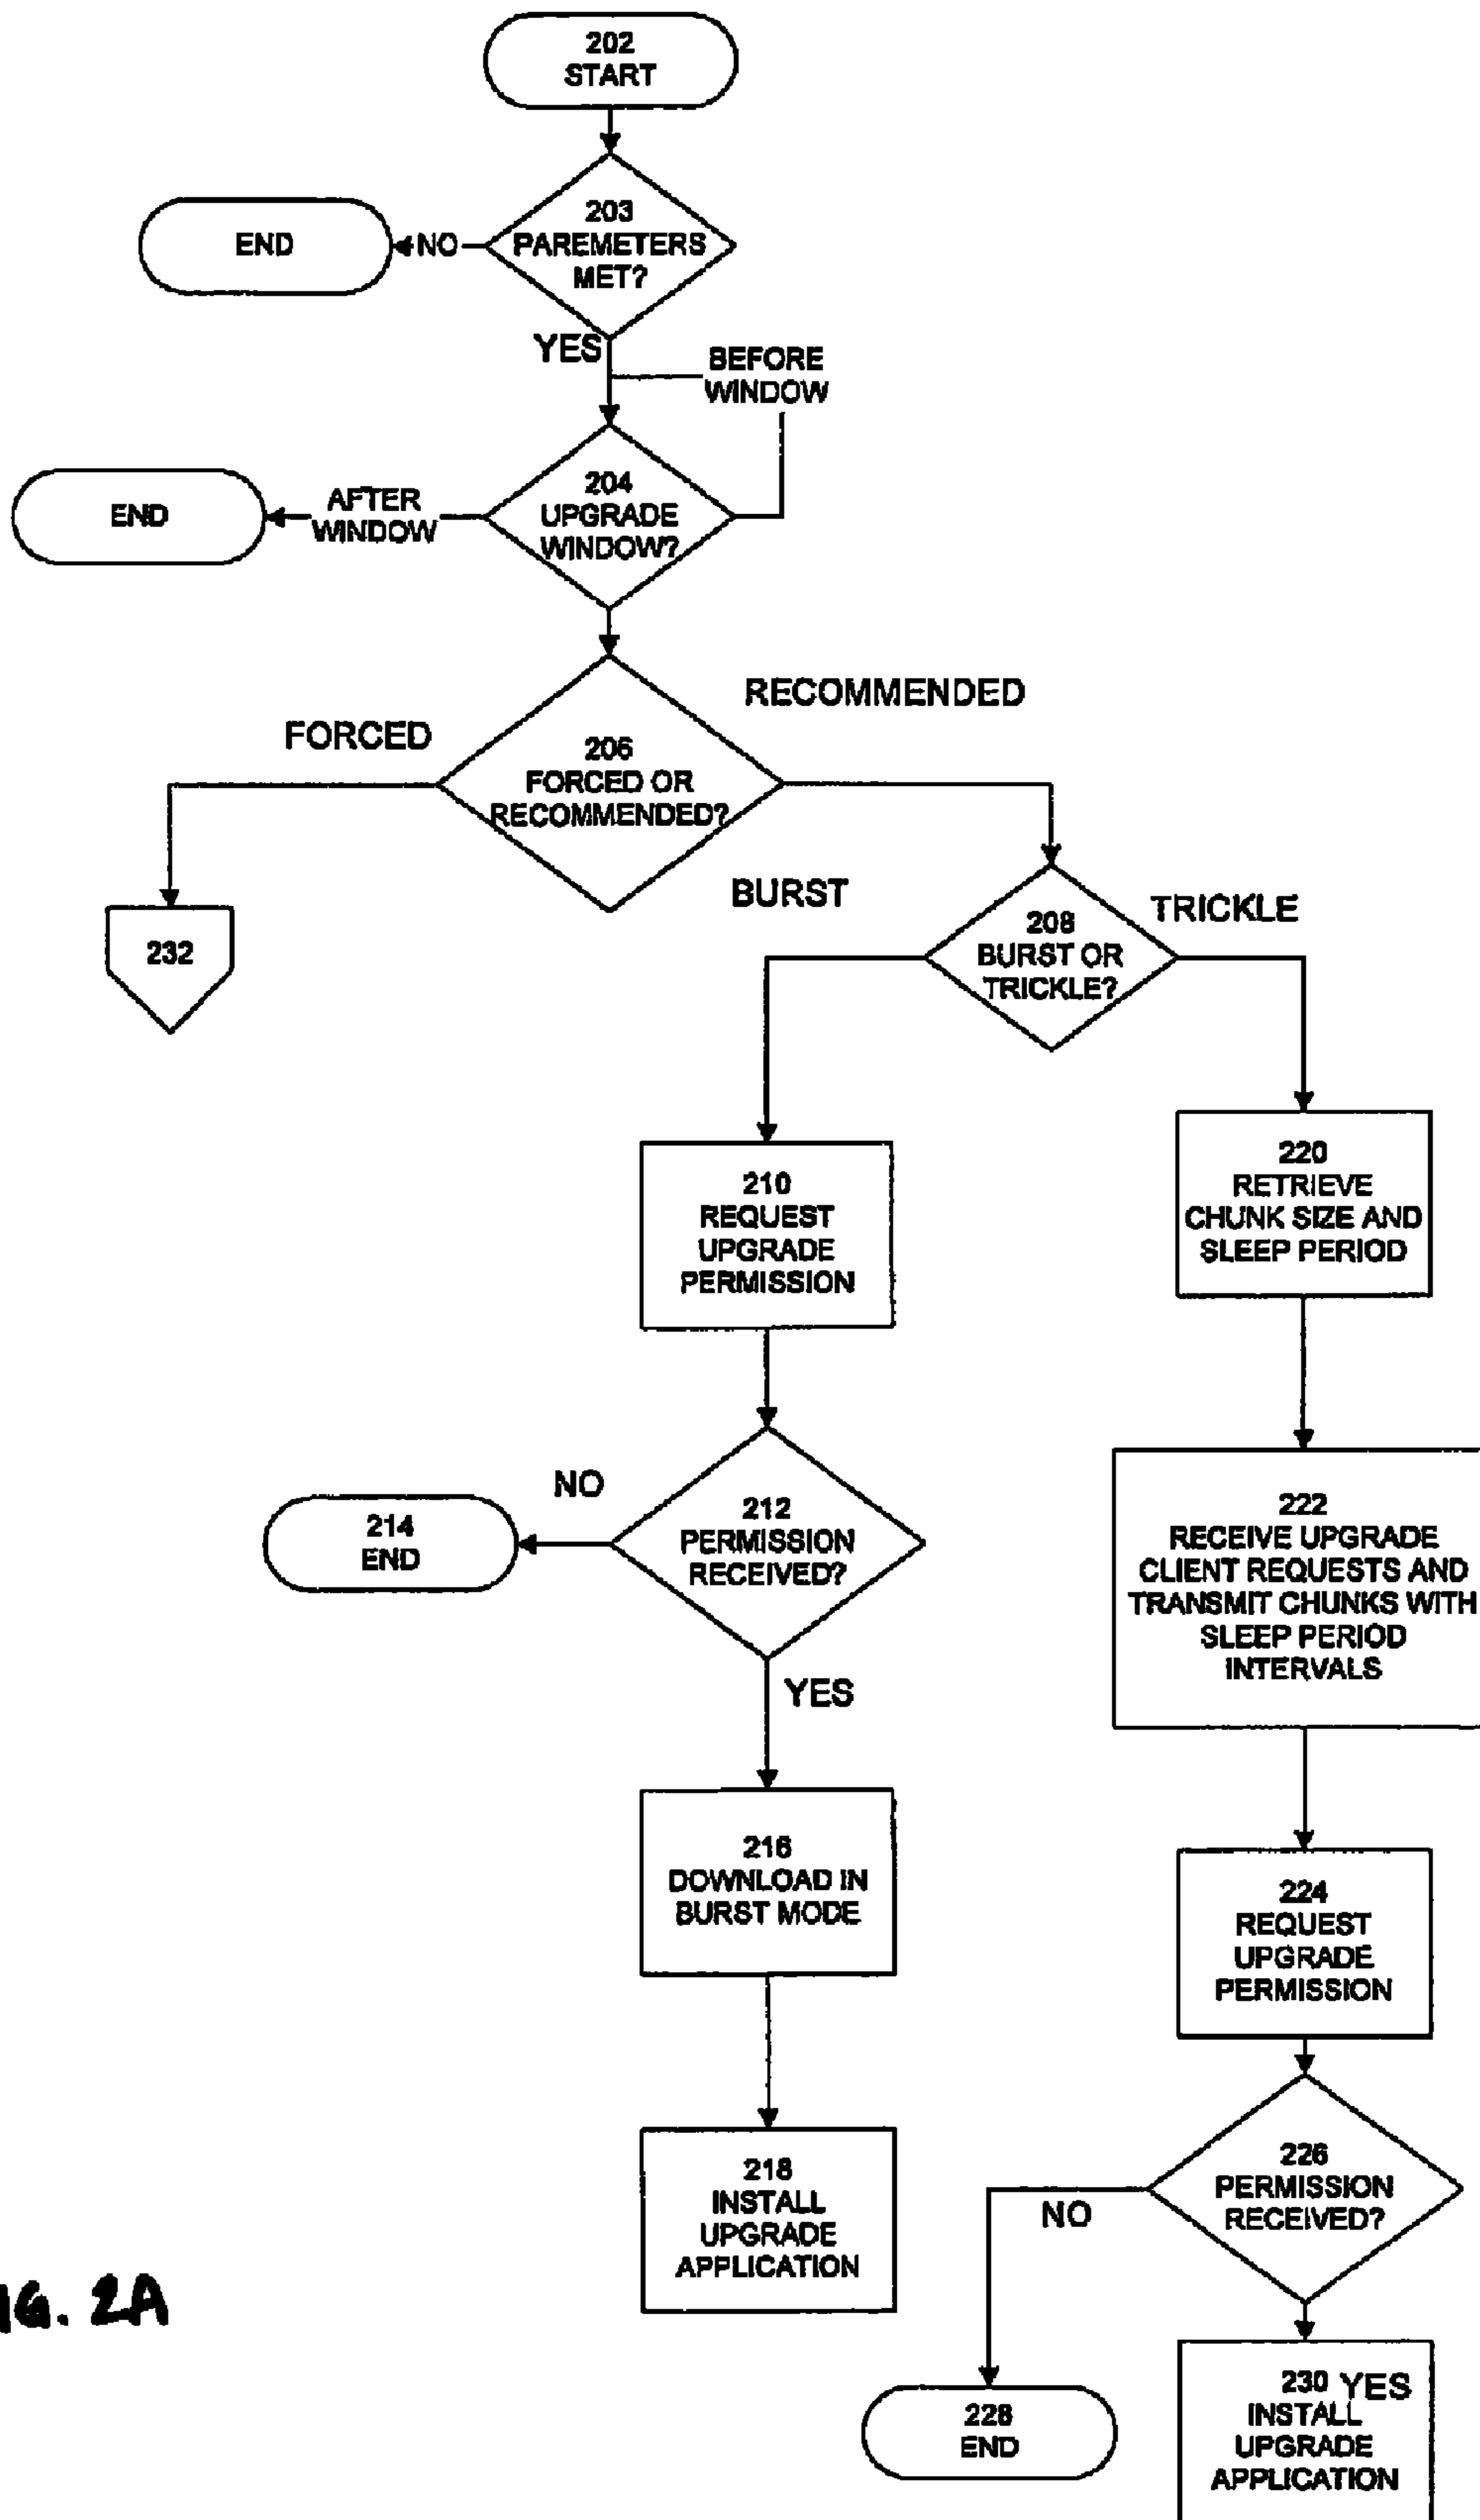 202
START
203
PAREMETERS
MET?
NO
END
YES
BEFORE
WINDOW
204
UPGRADE
WINDOW?
AFTER
WINDOW
END
206
FORCED OR
RECOMMENDED?
FORCED
RECOMMENDED
232
208
BURST OR
TRICKLE?
BURST
TRICKLE
210
REQUEST
UPGRADE
PERMISSION
220
RETRIEVE
CHUNK SIZE AND
SLEEP PERIOD
212
PERMISSION
RECEIVED?
NO
214
END
YES
222
RECEIVE UPGRADE
CLIENT REQUESTS AND
TRANSMIT CHUNKS WITH
SLEEP PERIOD
INTERVALS
216
DOWNLOAD IN
BURST MODE
224
REQUEST
UPGRADE
PERMISSION
218
INSTALL
UPGRADE
APPLICATION
226
PERMISSION
RECEIVED?
NO
228
END
230 YES
INSTALL
UPGRADE
APPLICATION
IG. 2A